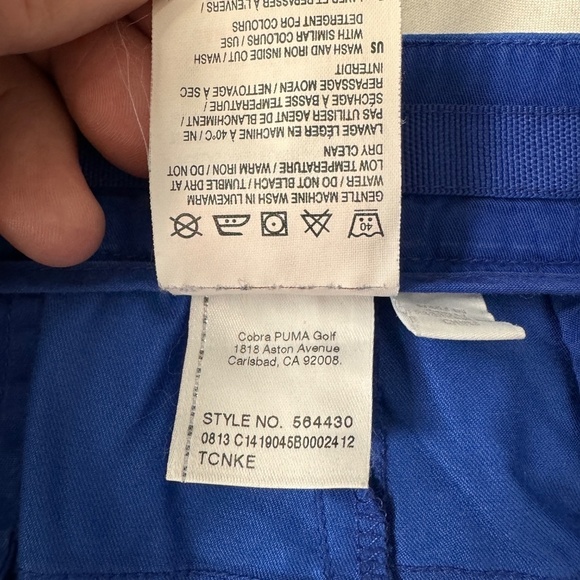 40
GENTLE MACHINE WASH IN LUKEWARM
WATER / DO NOT BLEACH / TUMBLE DRY AT
LOW TEMPERATURE / WARM IRON / DO NOT
DRY CLEAN
LAVAGE LÉGER EN MACHINE À 40°C / NE
PAS UTILISER AGENT DE BLANCHIMENT /
SÉCHAGE À BASSE TEMPÉRATURE /
REPASSAGE MOYEN / NETTOYAGE À SEC
INTERDIT
US WASH AND IRON INSIDE OUT / WASH
WITH SIMILAR COLOURS / USE
DETERGENT FOR COLOURS
LAVER ET REPASSER À L'ENVERS /
Cobra PUMA Golf
1818 Aston Avenue
Carlsbad, CA 92008.
STYLE NO. 564430
0813 C1419045B0002412
TCNKE